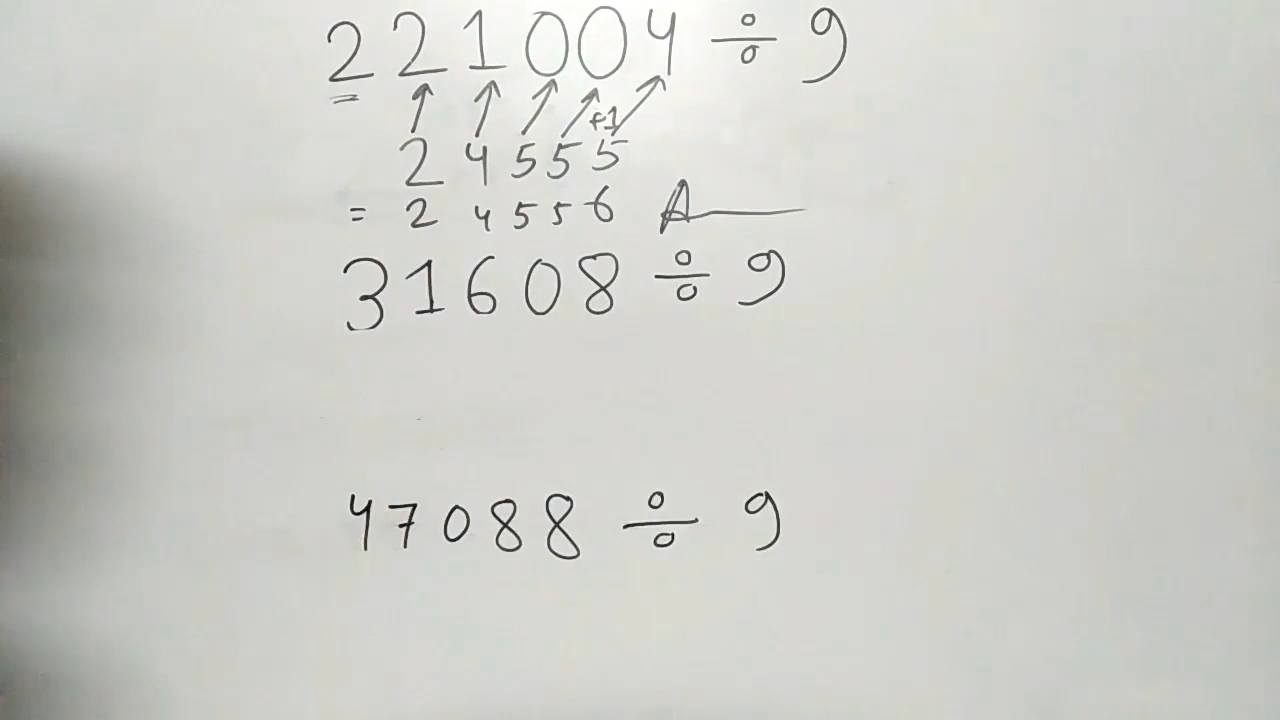 221004 ÷ 9
+1
24555
= 24556 A
31608 ÷ 9
47088 ÷ 9